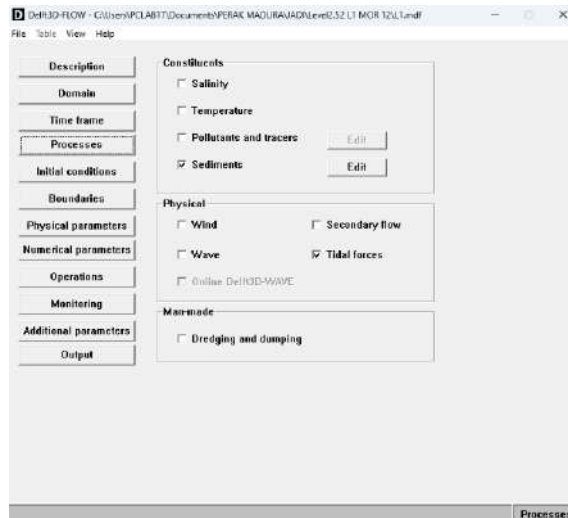 Delft3D-FLOW - C:\Users\PCLAB17\Documents\PERAK MADURA\JADI\Level2.52 L1 MOR 12\L1.mdf
File Table View Help
Description
Domain
Time frame
Processes
Initial conditions
Boundaries
Physical parameters
Numerical parameters
Operations
Monitoring
Additional parameters
Output
Constituents
Salinity
Temperature
Pollutants and tracers Edit
Sediments Edit
Physical
Wind Secondary flow
Wave Tidal forces
Online Delft3D-WAVE
Man-made
Dredging and dumping
Processes